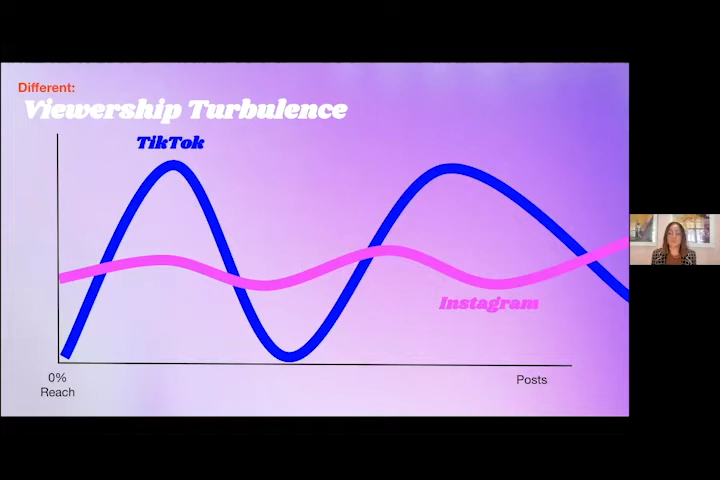 Different:
Viewership Turbulence
TikTok
Instagram
0%
Reach
Posts